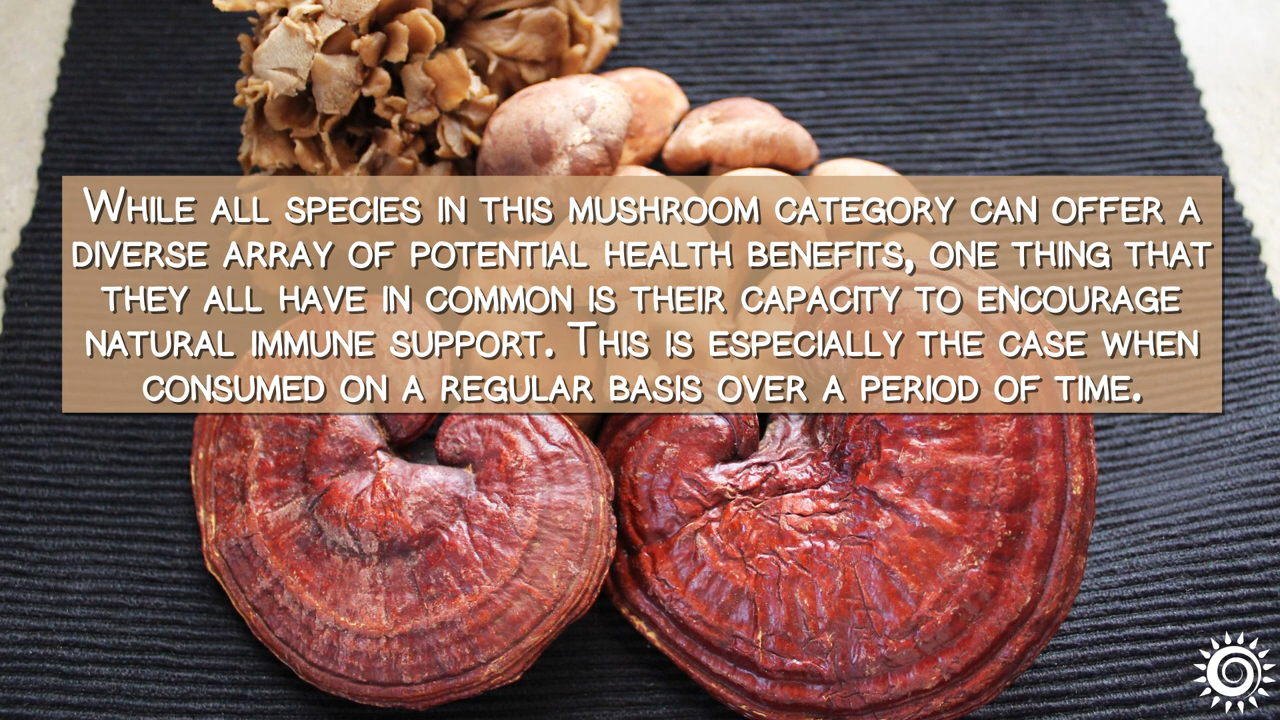 While all species in this mushroom category can offer a
diverse array of potential health benefits, one thing that
they all have in common is their capacity to encourage
natural immune support. This is especially the case when
consumed on a regular basis over a period of time.